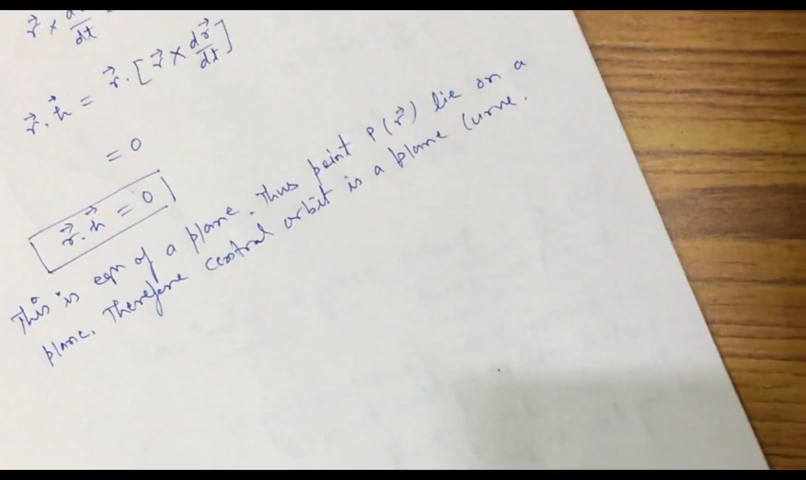 r⃗ × d
dt
r⃗ . h⃗ = r⃗ . [ r⃗ × dr⃗/dt ]
= 0
r⃗ . h⃗ = 0
This is eqn of a plane. Thus point P(r⃗) lie on a
plane. Therefore central orbit is a plane curve.